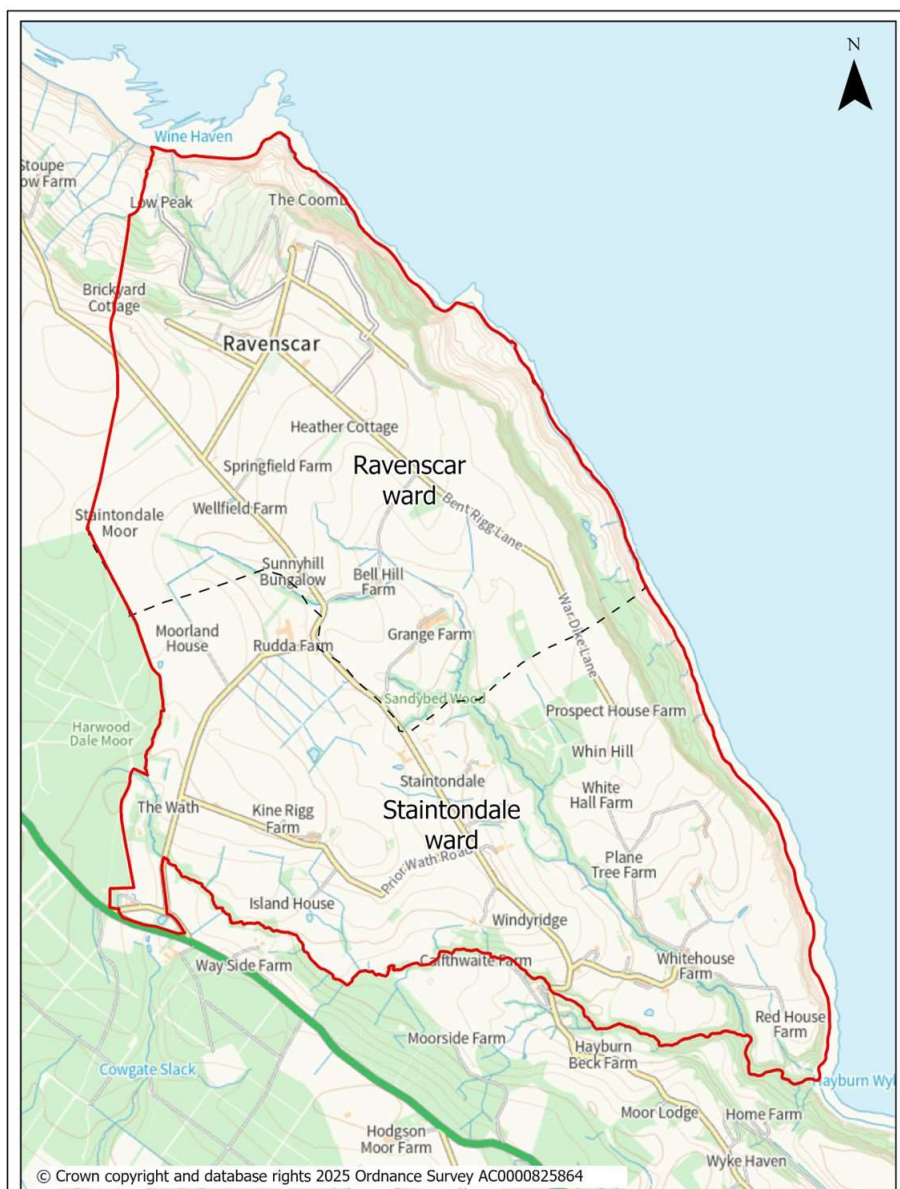 N
Wine Haven
Stoupe
ow Farm
Low Peak
The Coomb
Brickyard
Cottage
Ravenscar
Heather Cottage
Springfield Farm
Ravenscar
ward
Wellfield Farm
Bent Rigg Lane
Staintondale
Moor
Sunnyhill
Bungalow
Bell Hill
Farm
War Dike Lane
Moorland
House
Rudda Farm
Grange Farm
Sandybed Wood
Prospect House Farm
Harwood
Dale Moor
Whin Hill
Staintondale
White
Hall Farm
The Wath
Kine Rigg
Farm
Staintondale
ward
Prior Wath Road
Plane
Tree Farm
Island House
Windyridge
Way Side Farm
Calfthwaite Farm
Whitehouse
Farm
Red House
Farm
Moorside Farm
Hayburn
Beck Farm
Cowgate Slack
Hayburn Wyk
Moor Lodge
Home Farm
Hodgson
Moor Farm
Wyke Haven
© Crown copyright and database rights 2025 Ordnance Survey AC0000825864